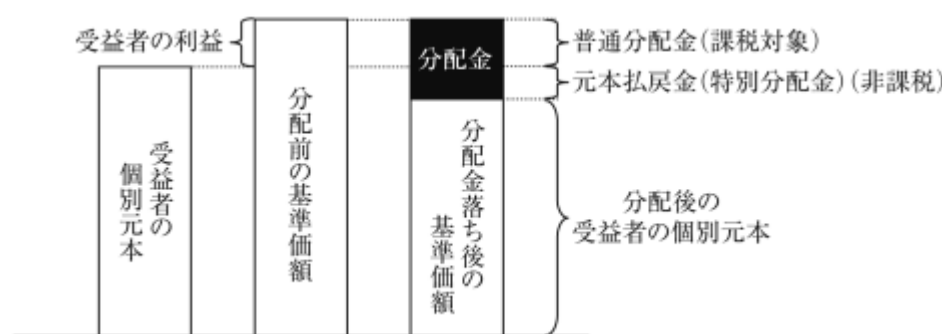 受益者の利益
分配金
普通分配金(課税対象)
元本払戻金(特別分配金)(非課税)
受益者の
個別元本
分配前の基準価額
分配金落ち後の
基準価額
分配後の
受益者の個別元本